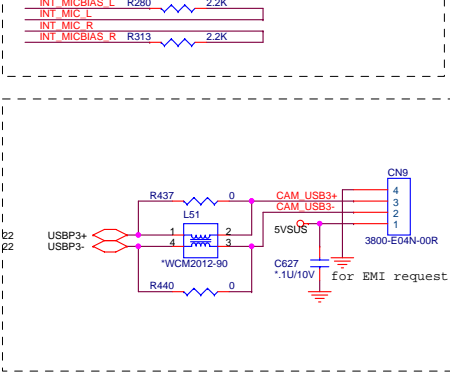 INT_MICBIAS_L R280 2.2K
INT_MIC_L
INT_MIC_R
INT_MICBIAS_R R313 2.2K
CN9
R437 0 CAM_USB3+ 4
CAM_USB3- 3
L51 2
5VSUS 1
22 USBP3+ 1 2
22 USBP3- 4 3
3800-E04N-00R
*WCM2012-90 C627
*.1U/10V for EMI request
R440 0